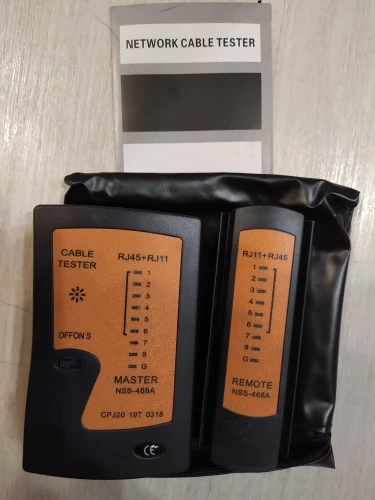 NETWORK CABLE TESTER
CABLE
TESTER
OFFON S
RJ45+RJ11
1
2
3
4
5
6
7
8
G
MASTER
NSS-468A
CPJ20 19T 0318
CE
RJ11+RJ45
1
2
3
4
5
6
7
8
G
REMOTE
NSS-468A